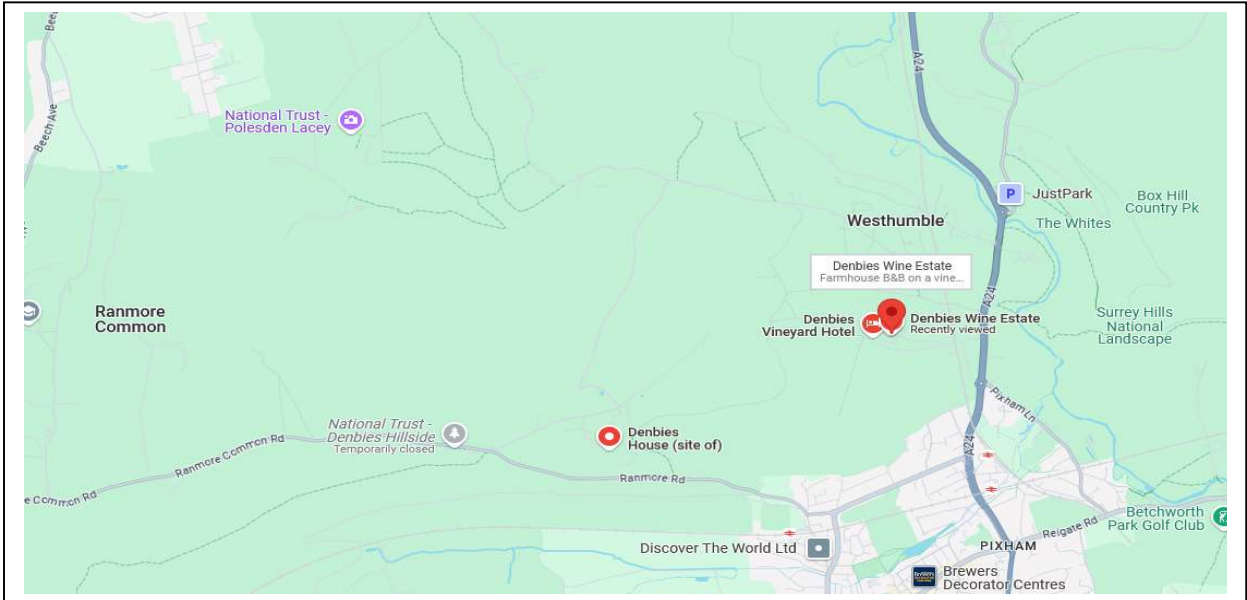 Beec
Beech Ave
A24
National Trust -
Polesden Lacey
P
JustPark
Box Hill
Country Pk
The Whites
Westhumble
Denbies Wine Estate
Farmhouse B&B on a vine...
A24
Ranmore
Common
Denbies
Vineyard Hotel
Denbies Wine Estate
Recently viewed
Surrey Hills
National
Landscape
Pixham Ln
National Trust -
Denbies Hillside
Temporarily closed
Denbies
House (site of)
A24
Ranmore Common Rd
e Common Rd
Ranmore Rd
Betchworth
Park Golf Club
Reigate Rd
PIXHAM
Discover The World Ltd
Brewers
Decorator Centres